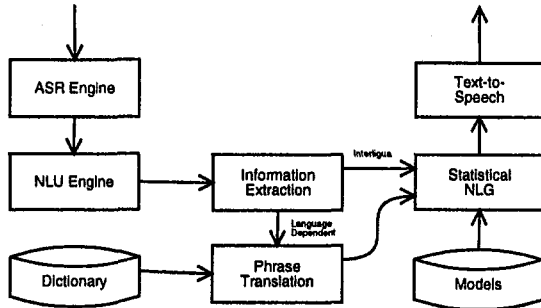 ASR Engine
Text-to-
Speech
Interligua
NLU Engine
Information
Extraction
Statistical
NLG
Language
Dependent
Dictionary
Phrase
Translation
Models